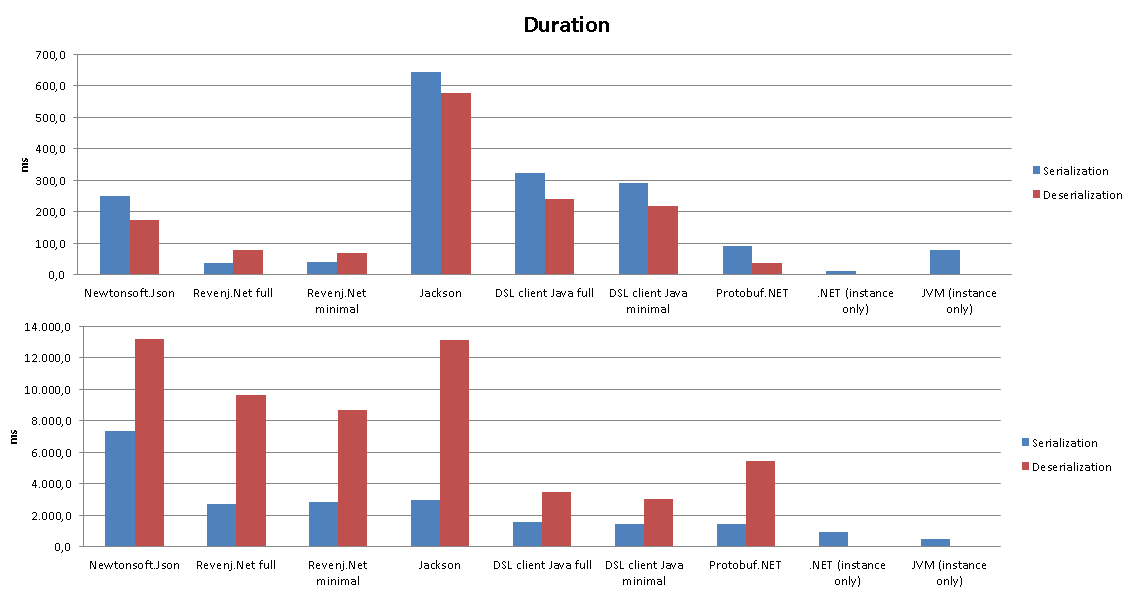 Duration
700,0
600,0
500,0
400,0
300,0
200,0
100,0
0,0
ms
Newtonsoft.Json
Revenj.Net full
Revenj.Net
minimal
Jackson
DSL client Java full
DSL client Java
minimal
Protobuf.NET
.NET (instance
only)
JVM (instance
only)
Serialization
Deserialization
14.000,0
12.000,0
10.000,0
8.000,0
6.000,0
4.000,0
2.000,0
0,0
ms
Newtonsoft.Json
Revenj.Net full
Revenj.Net
minimal
Jackson
DSL client Java full
DSL client Java
minimal
Protobuf.NET
.NET (instance
only)
JVM (instance
only)
Serialization
Deserialization